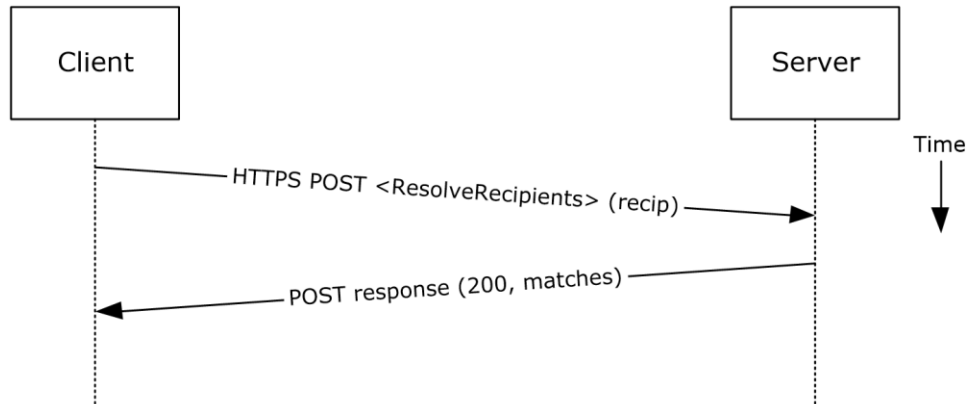 Client
Server
Time
HTTPS POST <ResolveRecipients> (recip)
POST response (200, matches)